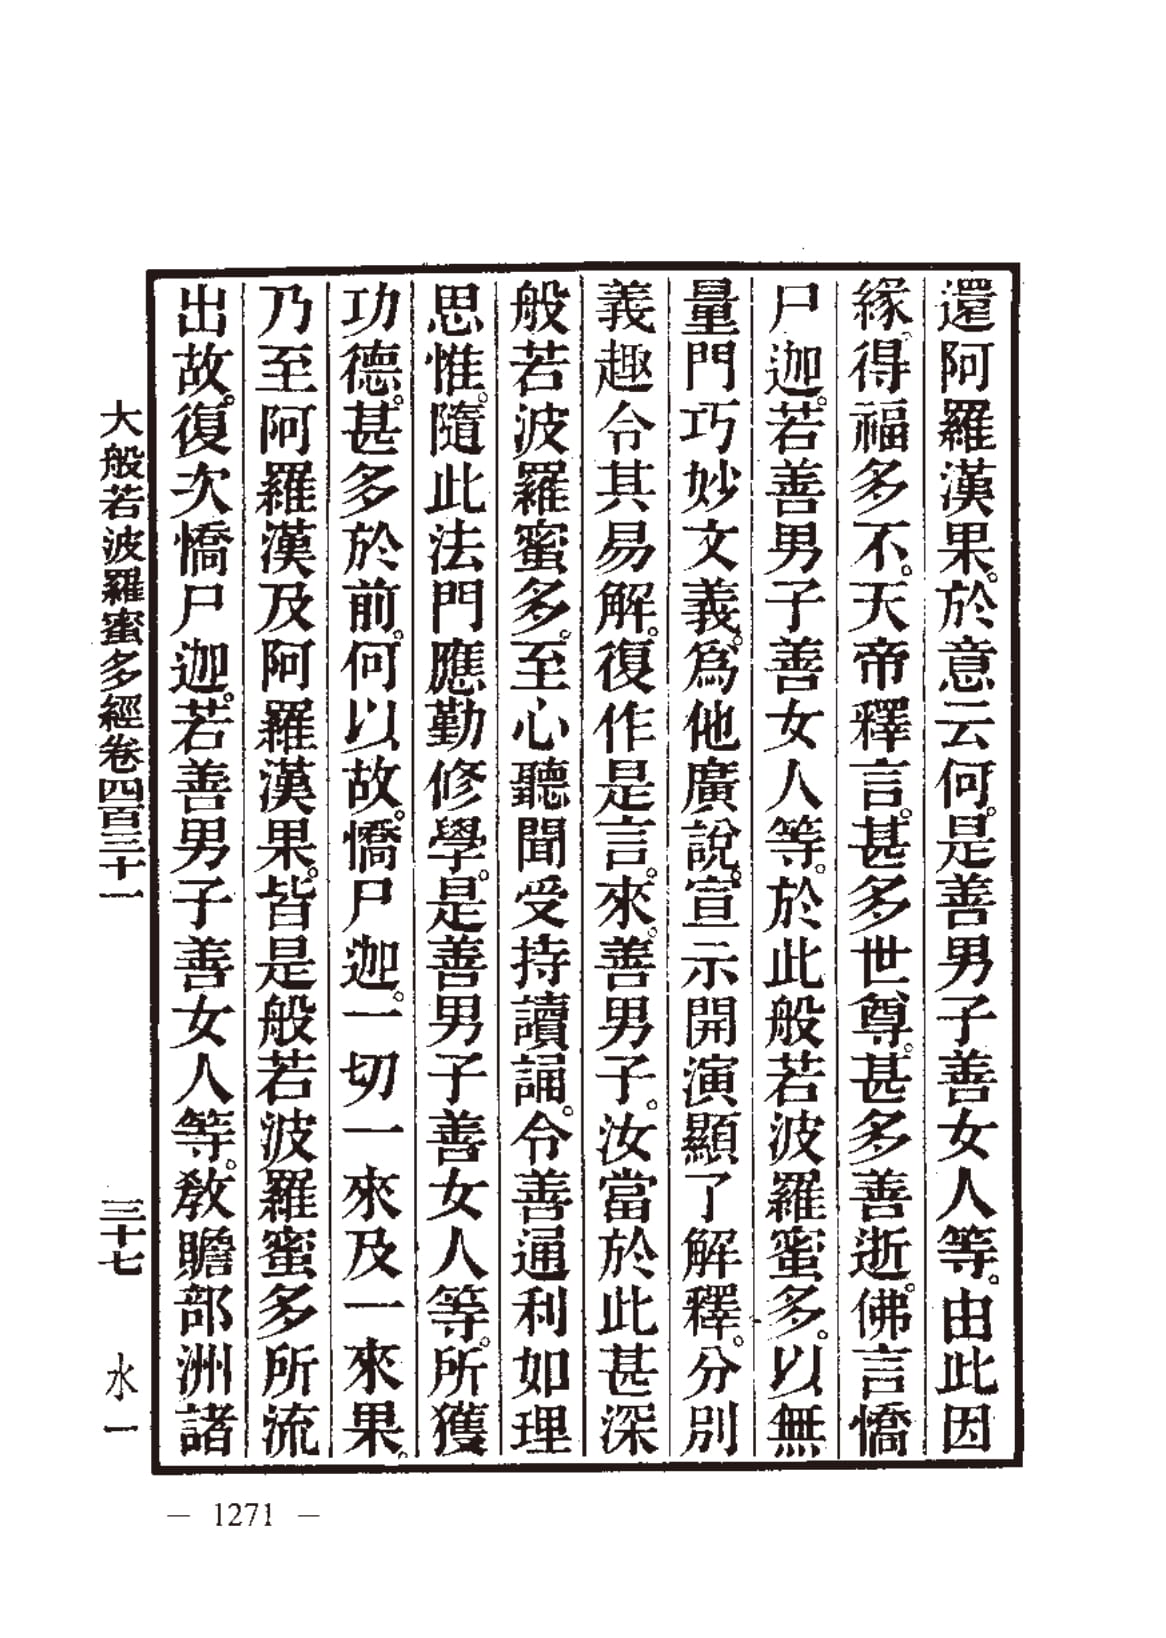 還阿羅漢果。於意云何。是善男子善女人等。由此因
緣。得福多不。天帝釋言。甚多世尊。甚多善逝。佛言憍
尸迦。若善男子善女人等。於此般若波羅蜜多。以無
量門巧妙文義。爲他廣說。宣示開演顯了解釋。分別
義趣令其易解。復作是言。來。善男子。汝當於此甚深
般若波羅蜜多。至心聽聞受持讀誦。令善通利如理
思惟。隨此法門應勤修學。是善男子善女人等。所獲
功德。甚多於前。何以故。憍尸迦。一切一來及一來果。
乃至阿羅漢及阿羅漢果。皆是般若波羅蜜多所流
出故。復次憍尸迦。若善男子善女人等。敎贍部洲諸
大般若波羅蜜多經卷四百三十一 三十七 水一
— 1271 —